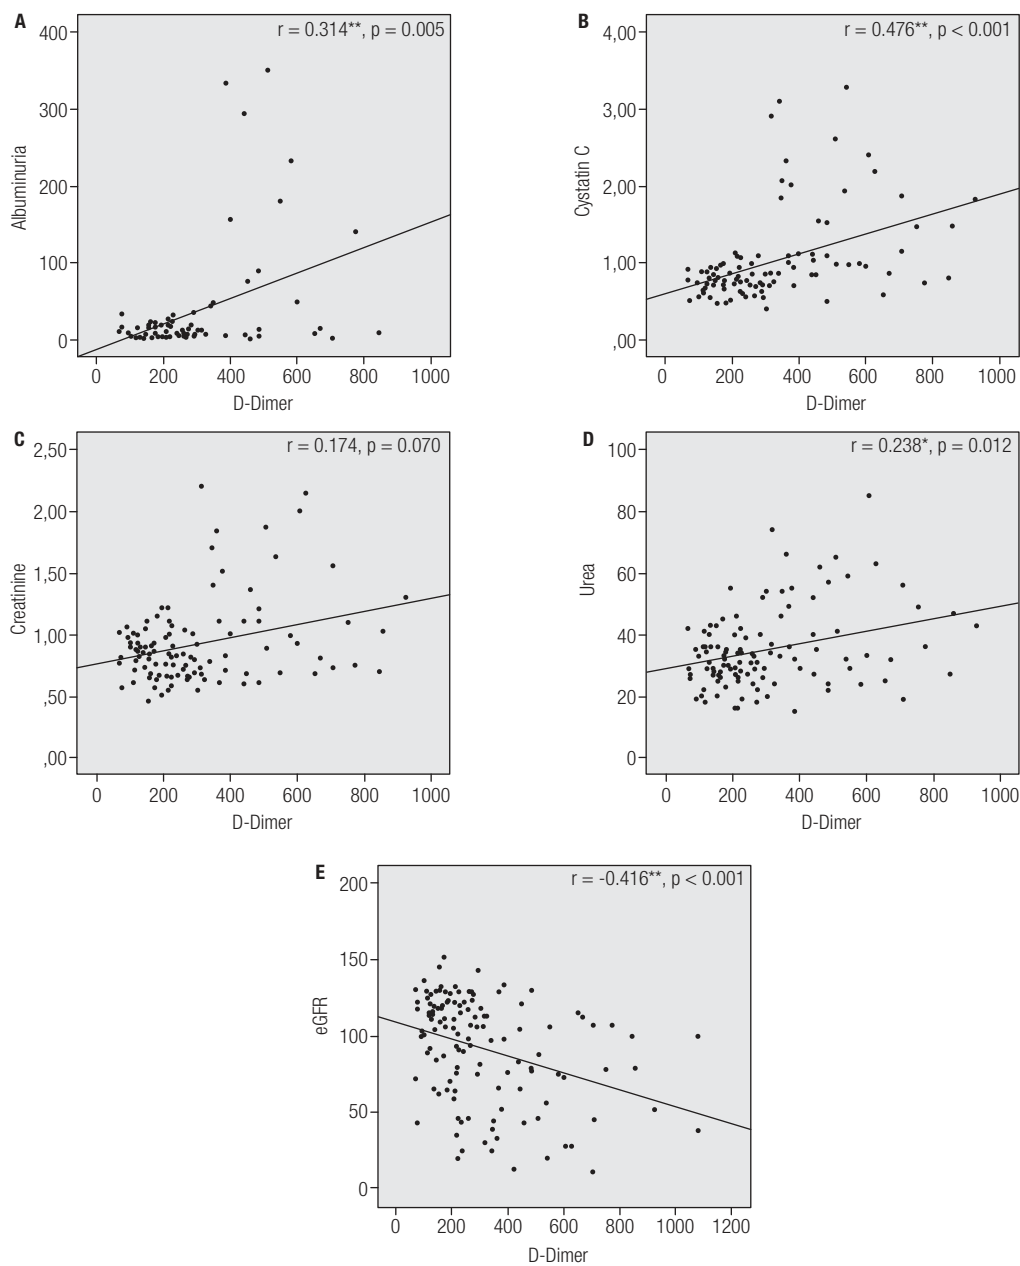 A
r = 0.314**, p = 0.005
400
300
200
100
0
Albuminuria
0 200 400 600 800 1000
D-Dimer
B
r = 0.476**, p < 0.001
4,00
3,00
2,00
1,00
,00
Cystatin C
0 200 400 600 800 1000
D-Dimer
C
r = 0.174, p = 0.070
2,50
2,00
1,50
1,00
,50
,00
Creatinine
0 200 400 600 800 1000
D-Dimer
D
r = 0.238*, p = 0.012
100
80
60
40
20
0
Urea
0 200 400 600 800 1000
D-Dimer
E
r = -0.416**, p < 0.001
200
150
100
50
0
eGFR
0 200 400 600 800 1000 1200
D-Dimer